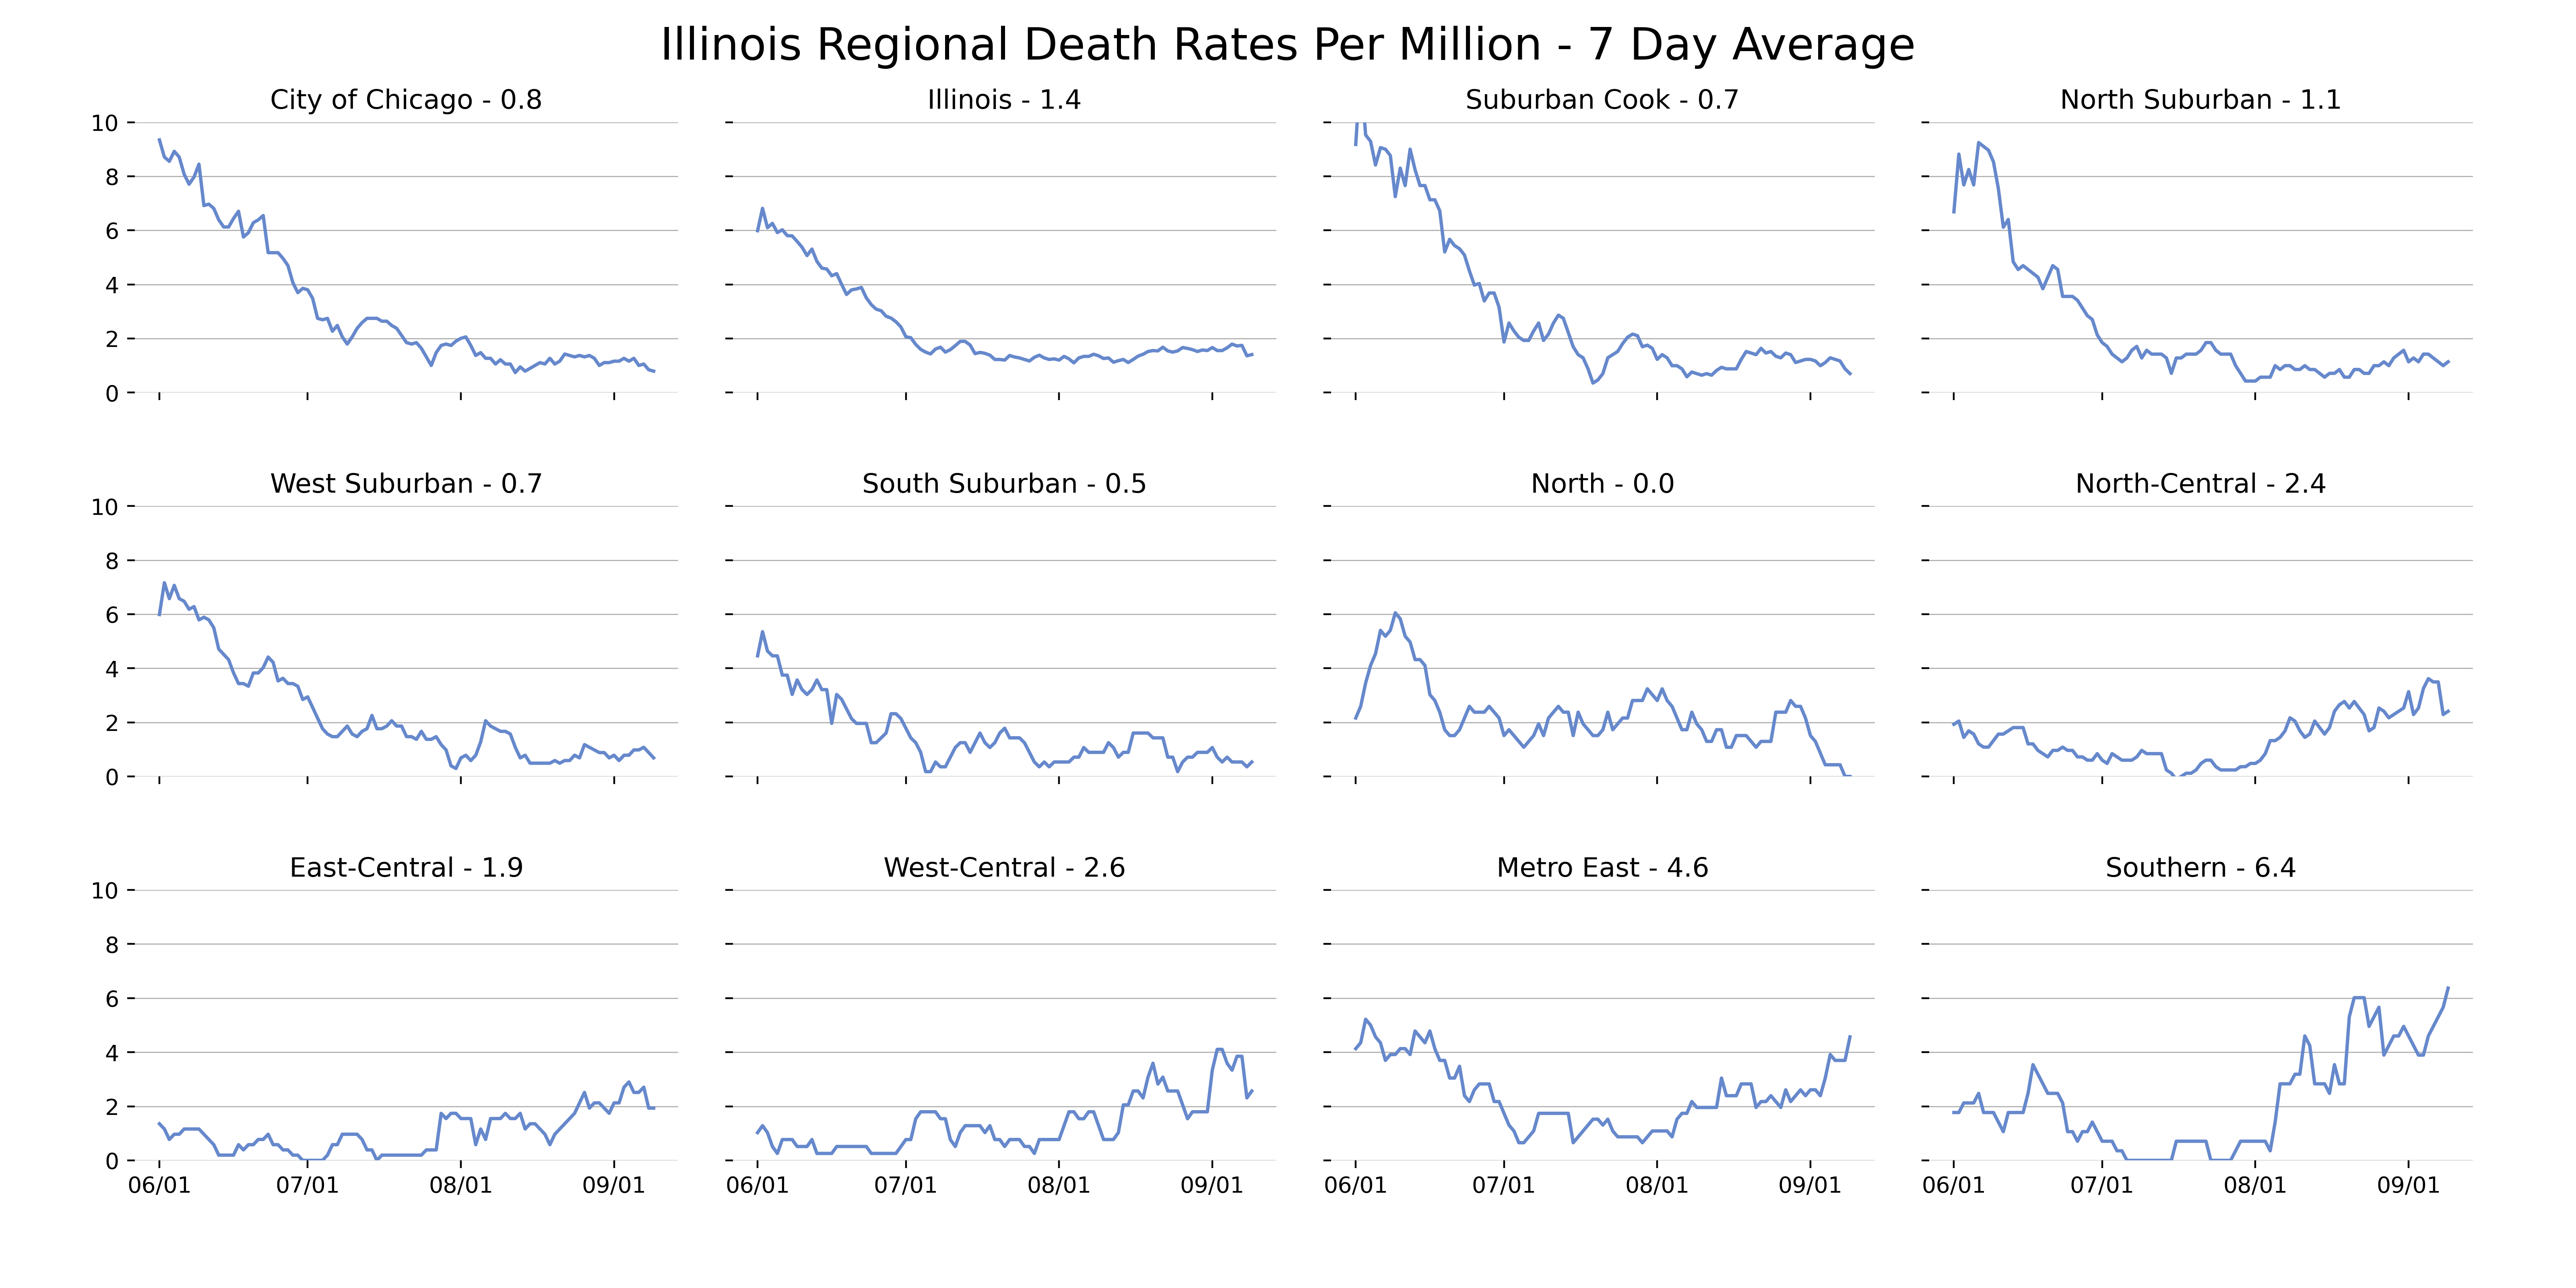 Illinois Regional Death Rates Per Million - 7 Day Average
City of Chicago - 0.8
Illinois - 1.4
Suburban Cook - 0.7
North Suburban - 1.1
10
8
6
4
2
0
West Suburban - 0.7
South Suburban - 0.5
North - 0.0
North-Central - 2.4
10
8
6
4
2
0
East-Central - 1.9
West-Central - 2.6
Metro East - 4.6
Southern - 6.4
10
8
6
4
2
0
06/01 07/01 08/01 09/01
06/01 07/01 08/01 09/01
06/01 07/01 08/01 09/01
06/01 07/01 08/01 09/01